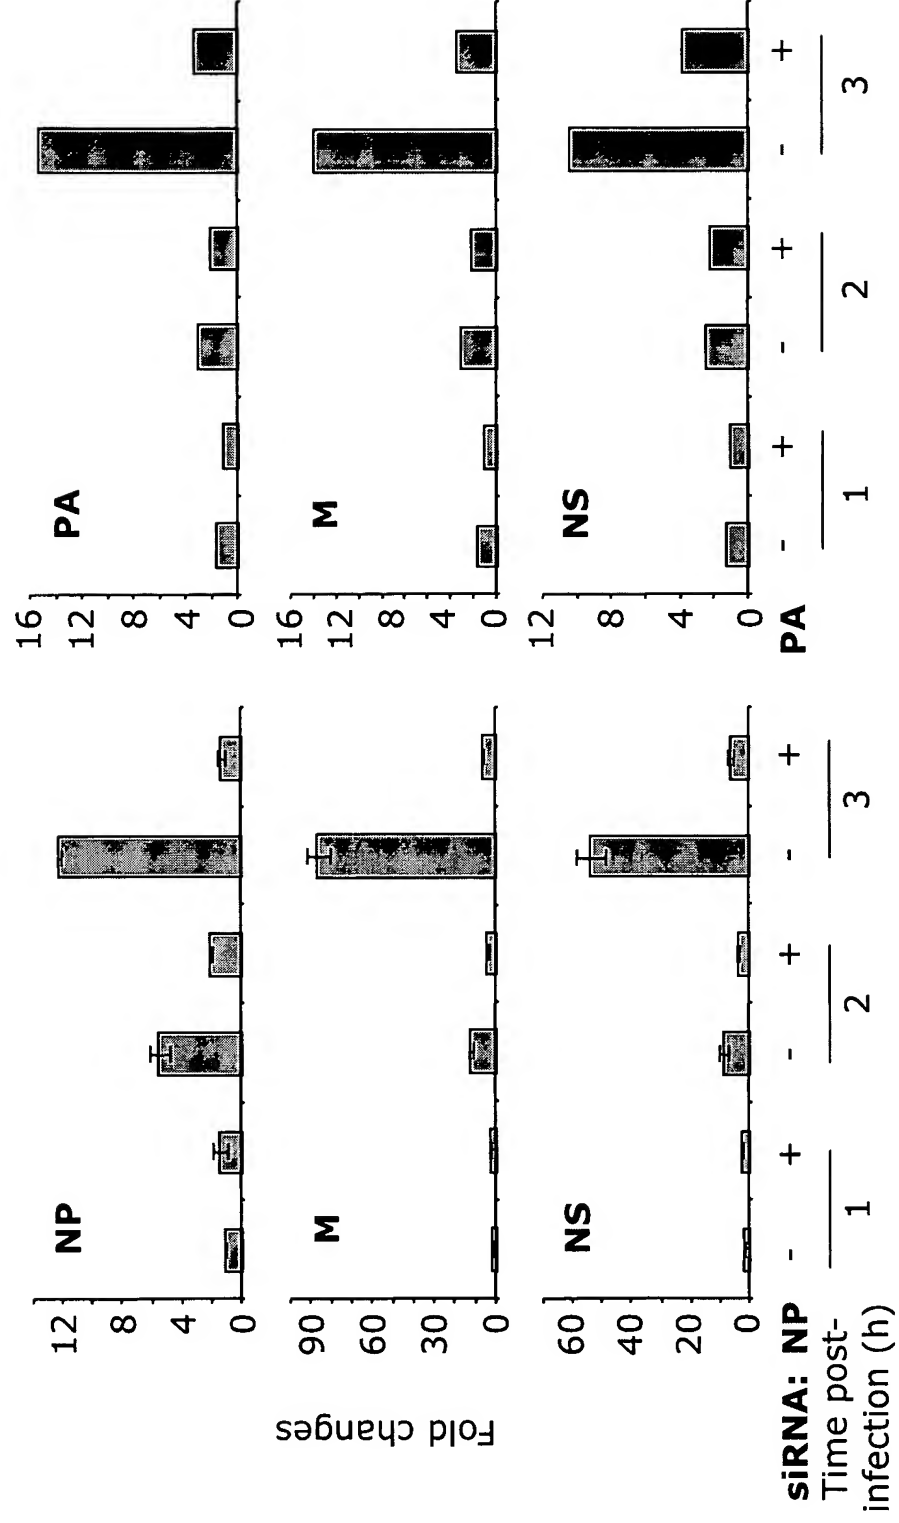 Fold changes
NP
12
8
4
0
M
90
60
30
0
NS
60
40
20
0
PA
16
12
8
4
0
M
16
12
8
4
0
NS
12
8
4
0
siRNA: NP - + - + - +
Time post-
infection (h)
1 2 3
PA - + - + - +
1 2 3